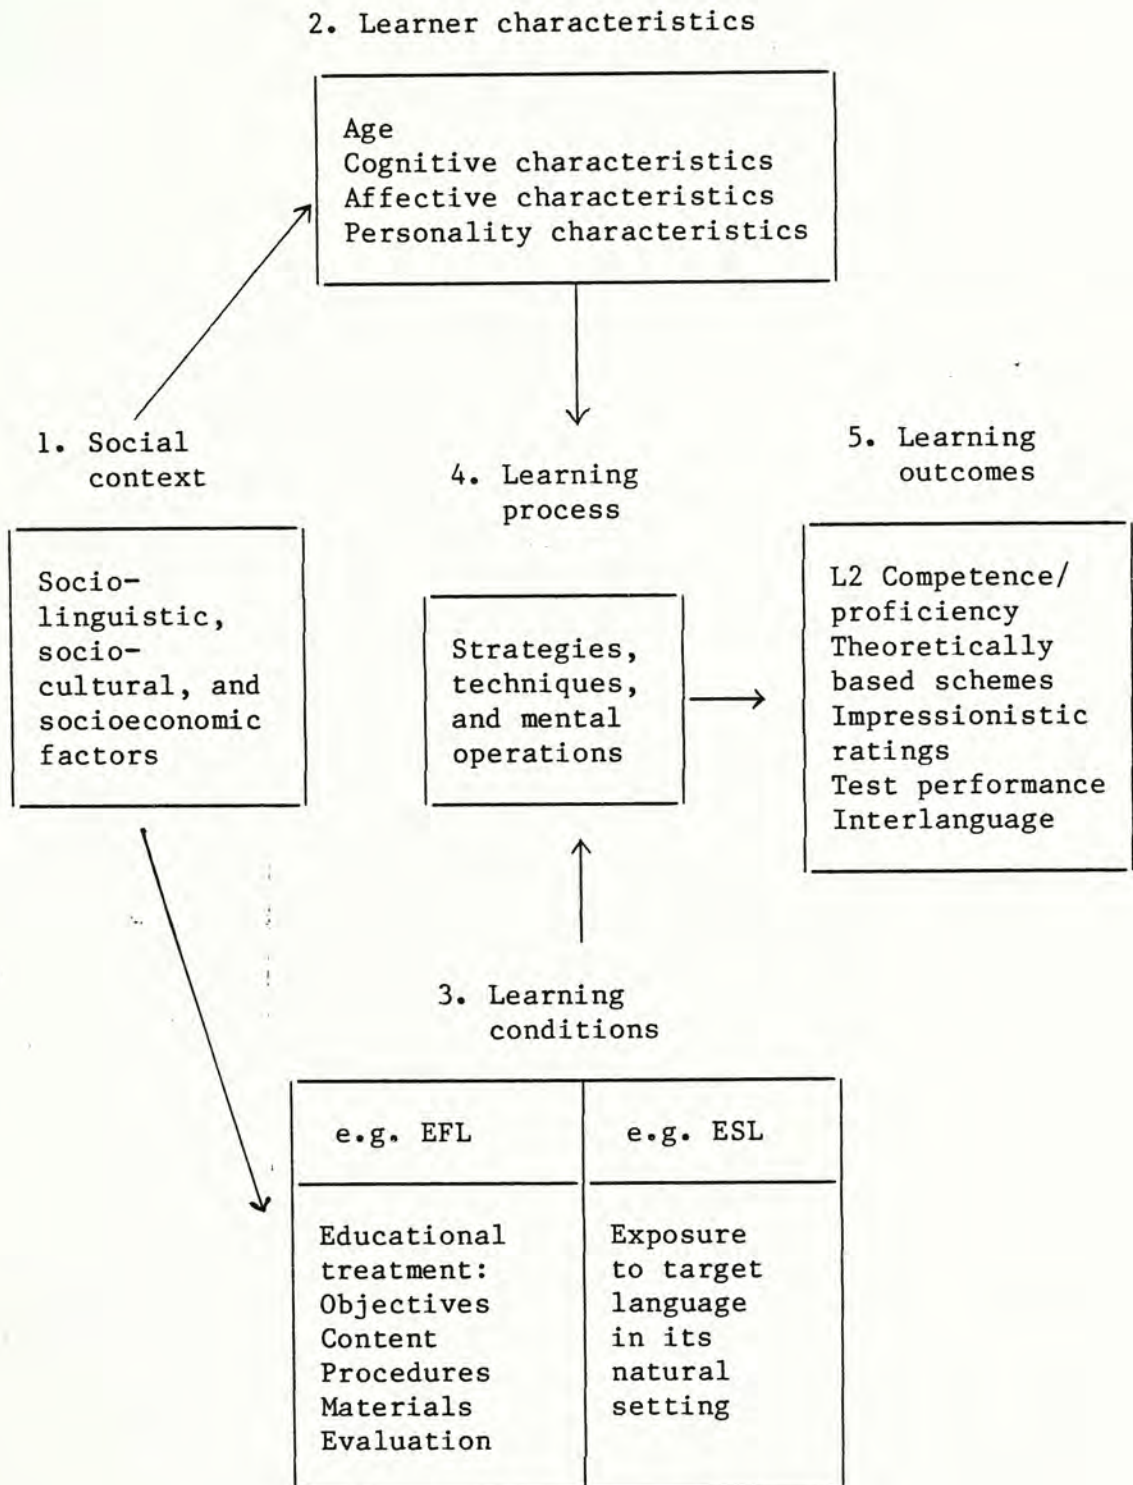 2. Learner characteristics
Age
Cognitive characteristics
Affective characteristics
Personality characteristics
1. Social
context
Socio-
linguistic,
socio-
cultural, and
socioeconomic
factors
4. Learning
process
Strategies,
techniques,
and mental
operations
5. Learning
outcomes
L2 Competence/
proficiency
Theoretically
based schemes
Impressionistic
ratings
Test performance
Interlanguage
3. Learning
conditions
e.g. EFL
Educational
treatment:
Objectives
Content
Procedures
Materials
Evaluation
e.g. ESL
Exposure
to target
language
in its
natural
setting